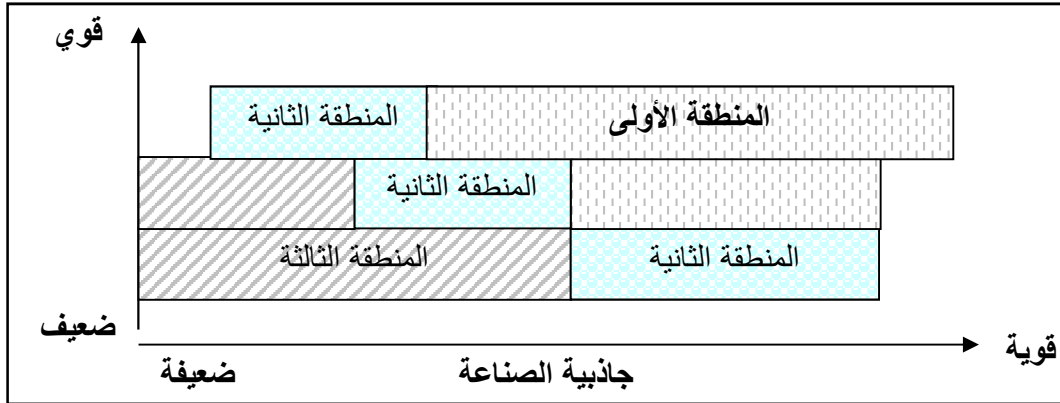 قوي
المنطقة الأولى
المنطقة الثانية
المنطقة الثانية
المنطقة الثانية
المنطقة الثالثة
ضعيف
قوية
جاذبية الصناعة
ضعيفة